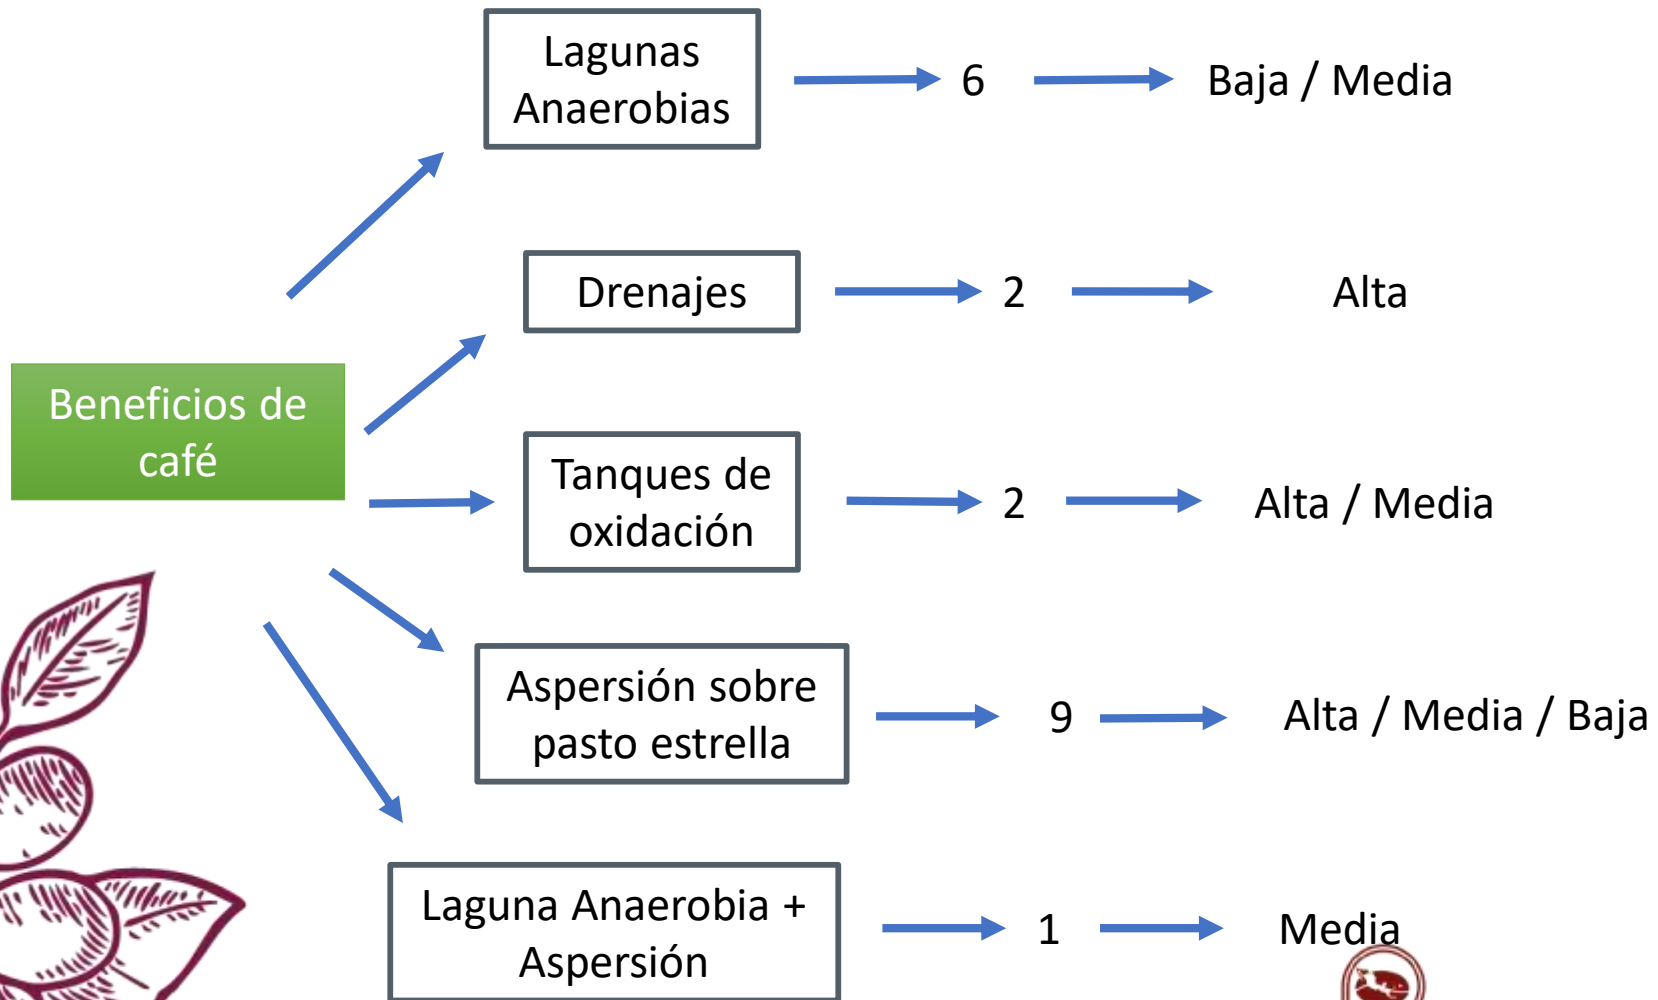 Lagunas
Anaerobias
6
Baja / Media
Drenajes
2
Alta
Beneficios de
café
Tanques de
oxidación
2
Alta / Media
Aspersión sobre
pasto estrella
9
Alta / Media / Baja
Laguna Anaerobia +
Aspersión
1
Media